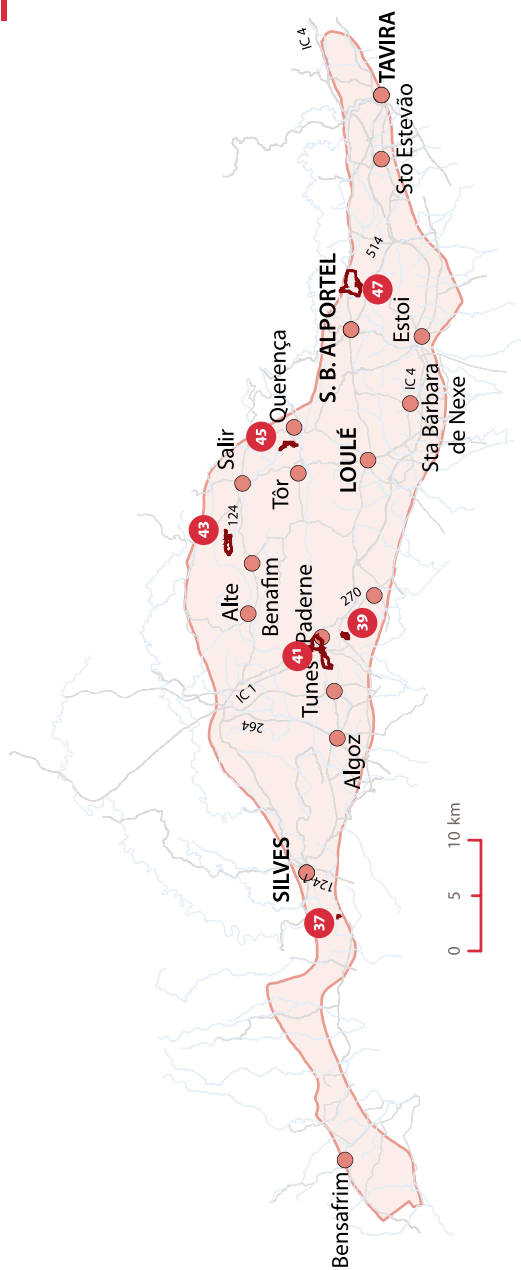 IC 4
TAVIRA
Sto Estevão
514
S. B. ALPORTEL
47
Estoi
Querença
45
IC 4
Sta Bárbara
de Nexe
Salir
LOULÉ
Tôr
43
124
Alte
Benafim
Paderne
270
39
41
Tunes
IC 1
264
Algoz
SILVES
124-1
37
10 km
5
0
Bensafrim